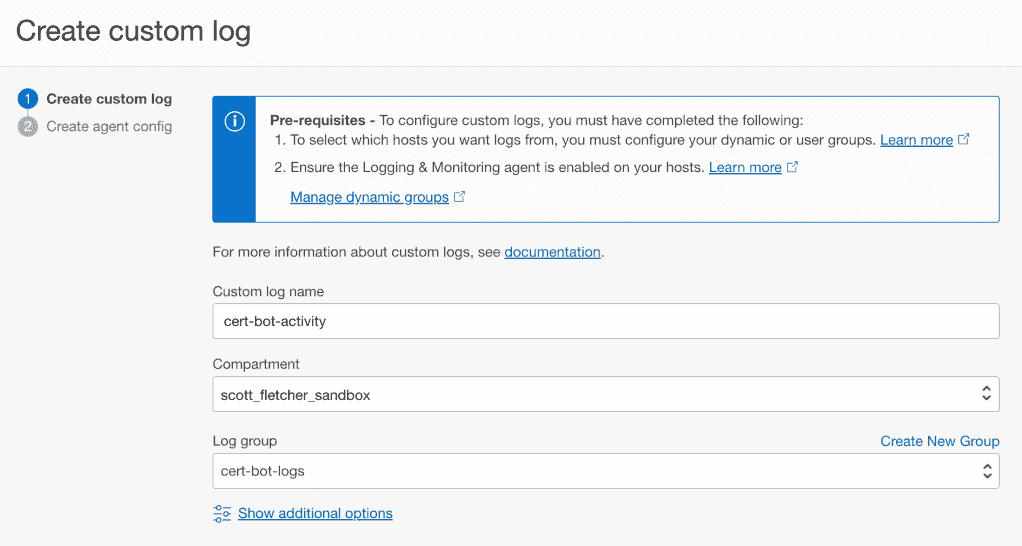 Create custom log
1 Create custom log
2 Create agent config
Pre-requisites - To configure custom logs, you must have completed the following:
1. To select which hosts you want logs from, you must configure your dynamic or user groups. Learn more
2. Ensure the Logging & Monitoring agent is enabled on your hosts. Learn more
Manage dynamic groups
For more information about custom logs, see documentation.
Custom log name
cert-bot-activity
Compartment
scott_fletcher_sandbox
Log group
Create New Group
cert-bot-logs
Show additional options